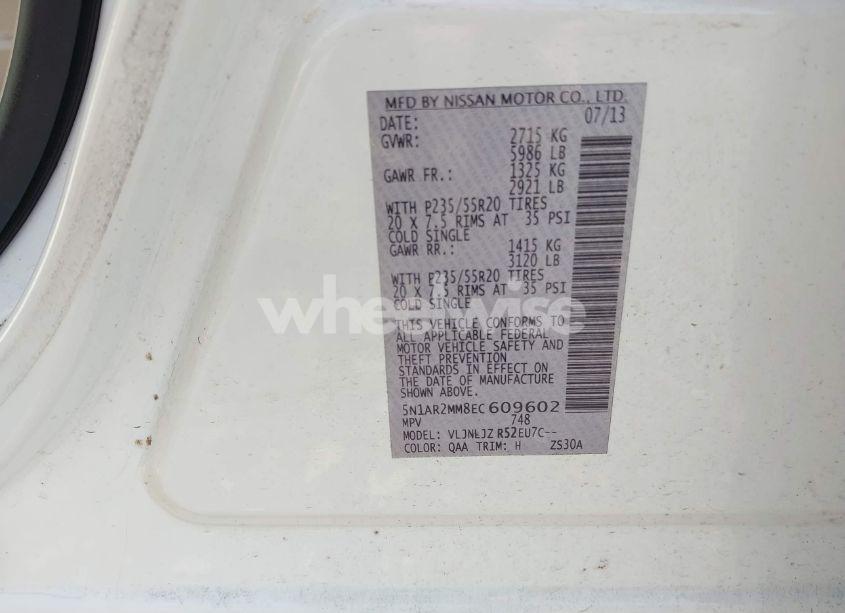 MFD BY NISSAN MOTOR CO., LTD.
DATE: 07/13
GVWR: 2715 KG
5986 LB
GAWR FR.: 1325 KG
2921 LB
WITH P235/55R20 TIRES
20 X 7.5 RIMS AT 35 PSI
COLD SINGLE
GAWR RR.: 1415 KG
3120 LB
WITH P235/55R20 TIRES
20 X 7.5 RIMS AT 35 PSI
COLD SINGLE
wheelwise
THIS VEHICLE CONFORMS TO
ALL APPLICABLE FEDERAL
MOTOR VEHICLE SAFETY AND
THEFT PREVENTION
STANDARDS IN EFFECT ON
THE DATE OF MANUFACTURE
SHOWN ABOVE.
5N1AR2MM8EC609602
MPV 748
MODEL: VLJNLJZ R52EU7C--
COLOR: QAA TRIM: H ZS30A